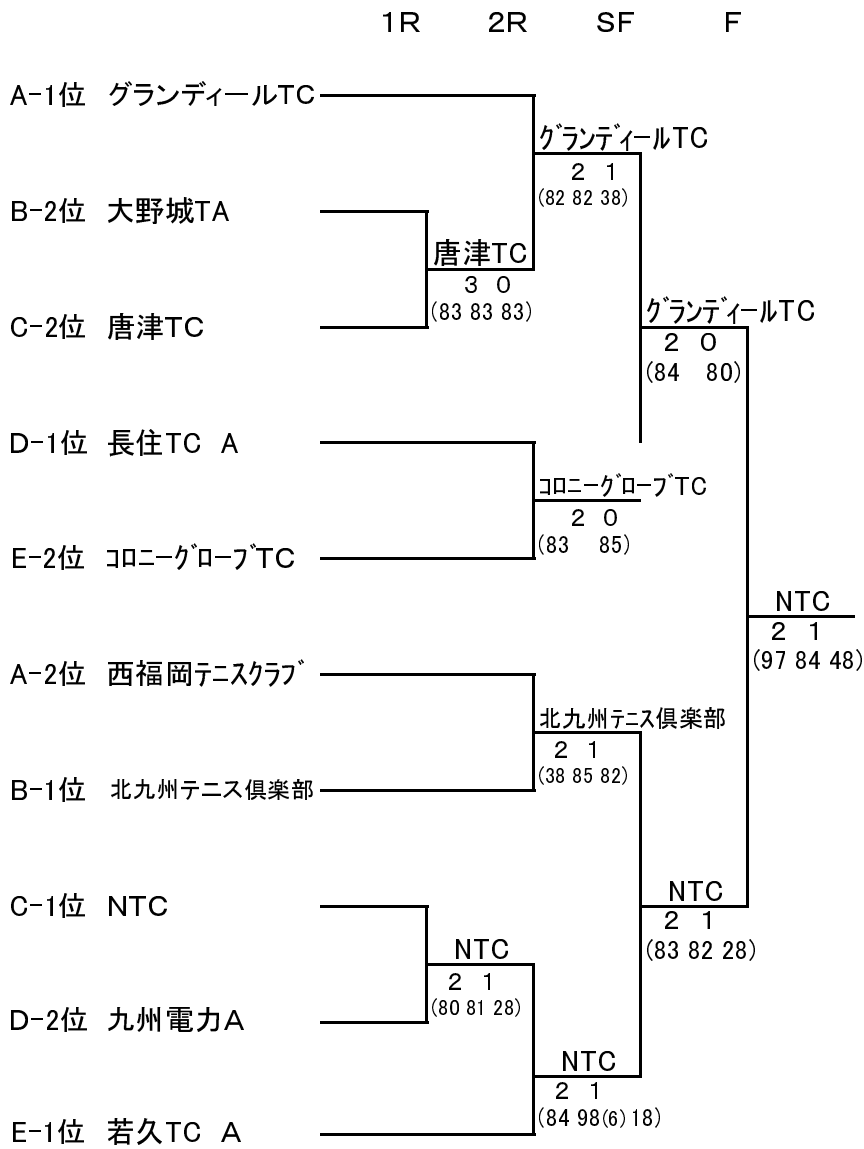 1R 2R SF F
A-1位 グランディールTC
グランディールTC
2 1
(82 82 38)
B-2位 大野城TA
唐津TC
3 0
(83 83 83)
C-2位 唐津TC
グランディールTC
2 0
(84 80)
D-1位 長住TC A
コロニーグローブTC
2 0
(83 85)
E-2位 コロニーグローブTC
NTC
2 1
(97 84 48)
A-2位 西福岡テニスクラブ
北九州テニス倶楽部
2 1
(38 85 82)
B-1位 北九州テニス倶楽部
C-1位 NTC
NTC
2 1
(83 82 28)
NTC
2 1
(80 81 28)
D-2位 九州電力A
NTC
2 1
(84 98(6) 18)
E-1位 若久TC A